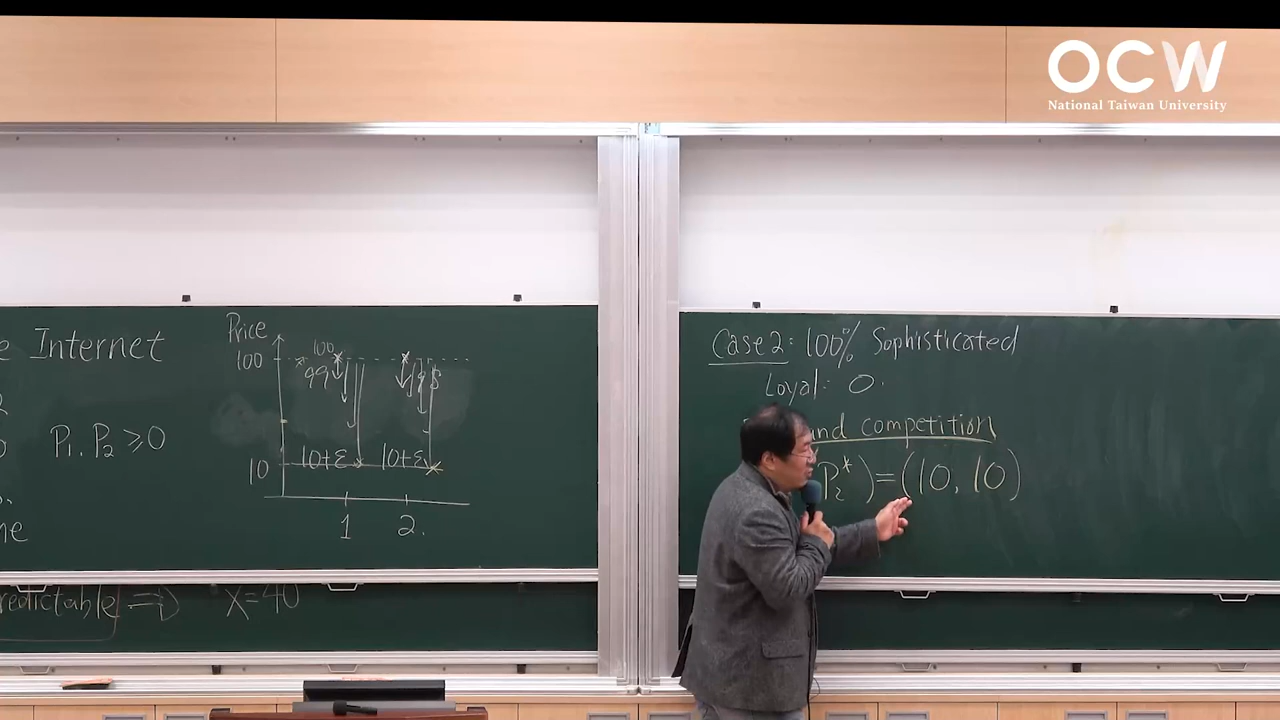 OCW
National Taiwan University
Internet
P1. P2 ≥ 0
Price
100
100
99
10+ε
10+ε
10
1
2.
X=40
Case 2: 100% Sophisticated
Loyal: 0.
competition
P2*) = (10, 10)